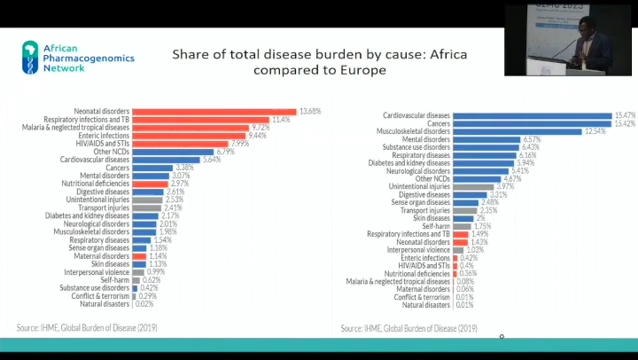 African
Pharmacogenomics
Network
Share of total disease burden by cause: Africa
compared to Europe
Neonatal disorders 13.68%
Respiratory infections and TB 11.4%
Malaria & neglected tropical diseases 9.72%
Enteric infections 9.44%
HIV/AIDS and STIs 7.99%
Other NCDs 6.79%
Cardiovascular diseases 5.64%
Cancers 3.38%
Mental disorders 3.07%
Nutritional deficiencies 2.97%
Digestive diseases 2.61%
Unintentional injuries 2.53%
Transport injuries 2.41%
Diabetes and kidney diseases 2.17%
Neurological disorders 2.01%
Musculoskeletal disorders 1.98%
Respiratory diseases 1.54%
Sense organ diseases 1.18%
Maternal disorders 1.14%
Skin diseases 1.13%
Interpersonal violence 0.99%
Self-harm 0.62%
Substance use disorders 0.42%
Conflict & terrorism 0.29%
Natural disasters 0.02%
Source: IHME, Global Burden of Disease (2019)
Cardiovascular diseases 15.47%
Cancers 15.42%
Musculoskeletal disorders 12.54%
Mental disorders 6.57%
Substance use disorders 6.43%
Respiratory diseases 6.16%
Diabetes and kidney diseases 5.94%
Neurological disorders 5.41%
Other NCDs 4.67%
Unintentional injuries 3.97%
Digestive diseases 3.31%
Sense organ diseases 2.48%
Transport injuries 2.35%
Skin diseases 2%
Self-harm 1.75%
Respiratory infections and TB 1.49%
Neonatal disorders 1.43%
Interpersonal violence 1.02%
Enteric infections 0.42%
HIV/AIDS and STIs 0.4%
Nutritional deficiencies 0.36%
Malaria & neglected tropical diseases 0.08%
Maternal disorders 0.06%
Conflict & terrorism 0.01%
Natural disasters 0.01%
Source: IHME, Global Burden of Disease (2019)